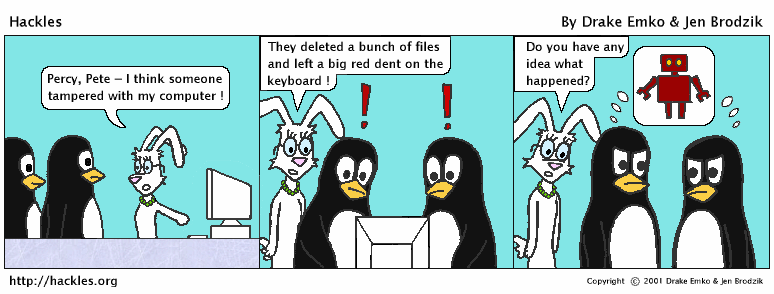 Hackles
By Drake Emko & Jen Brodzik
Percy, Pete – I think someone
tampered with my computer !
They deleted a bunch of files
and left a big red dent on the
keyboard !
! !
Do you have any
idea what
happened?
http://hackles.org
Copyright © 2001 Drake Emko & Jen Brodzik